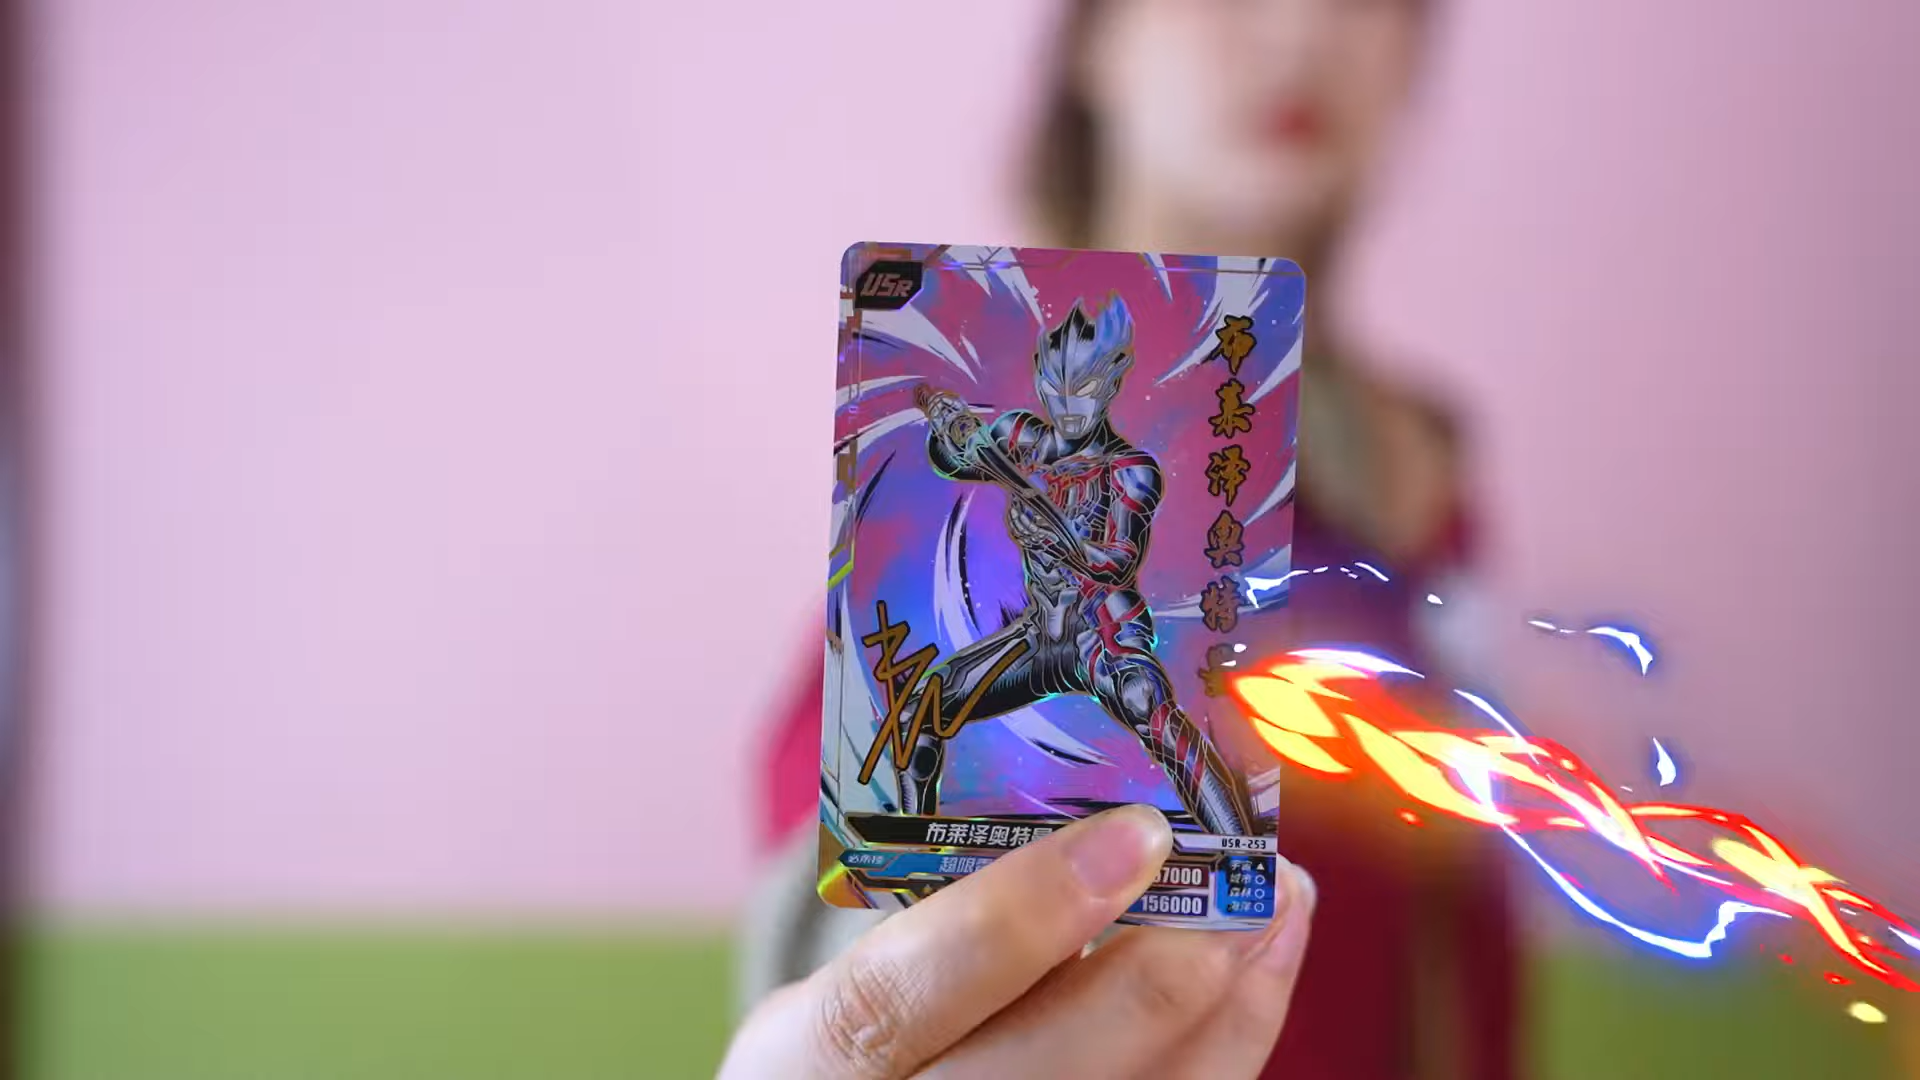 USR
布莱泽奥特曼
布莱泽奥特曼
USR-253
必杀技
超限
7000
156000
宇宙▲
城市○
森林○
海洋○